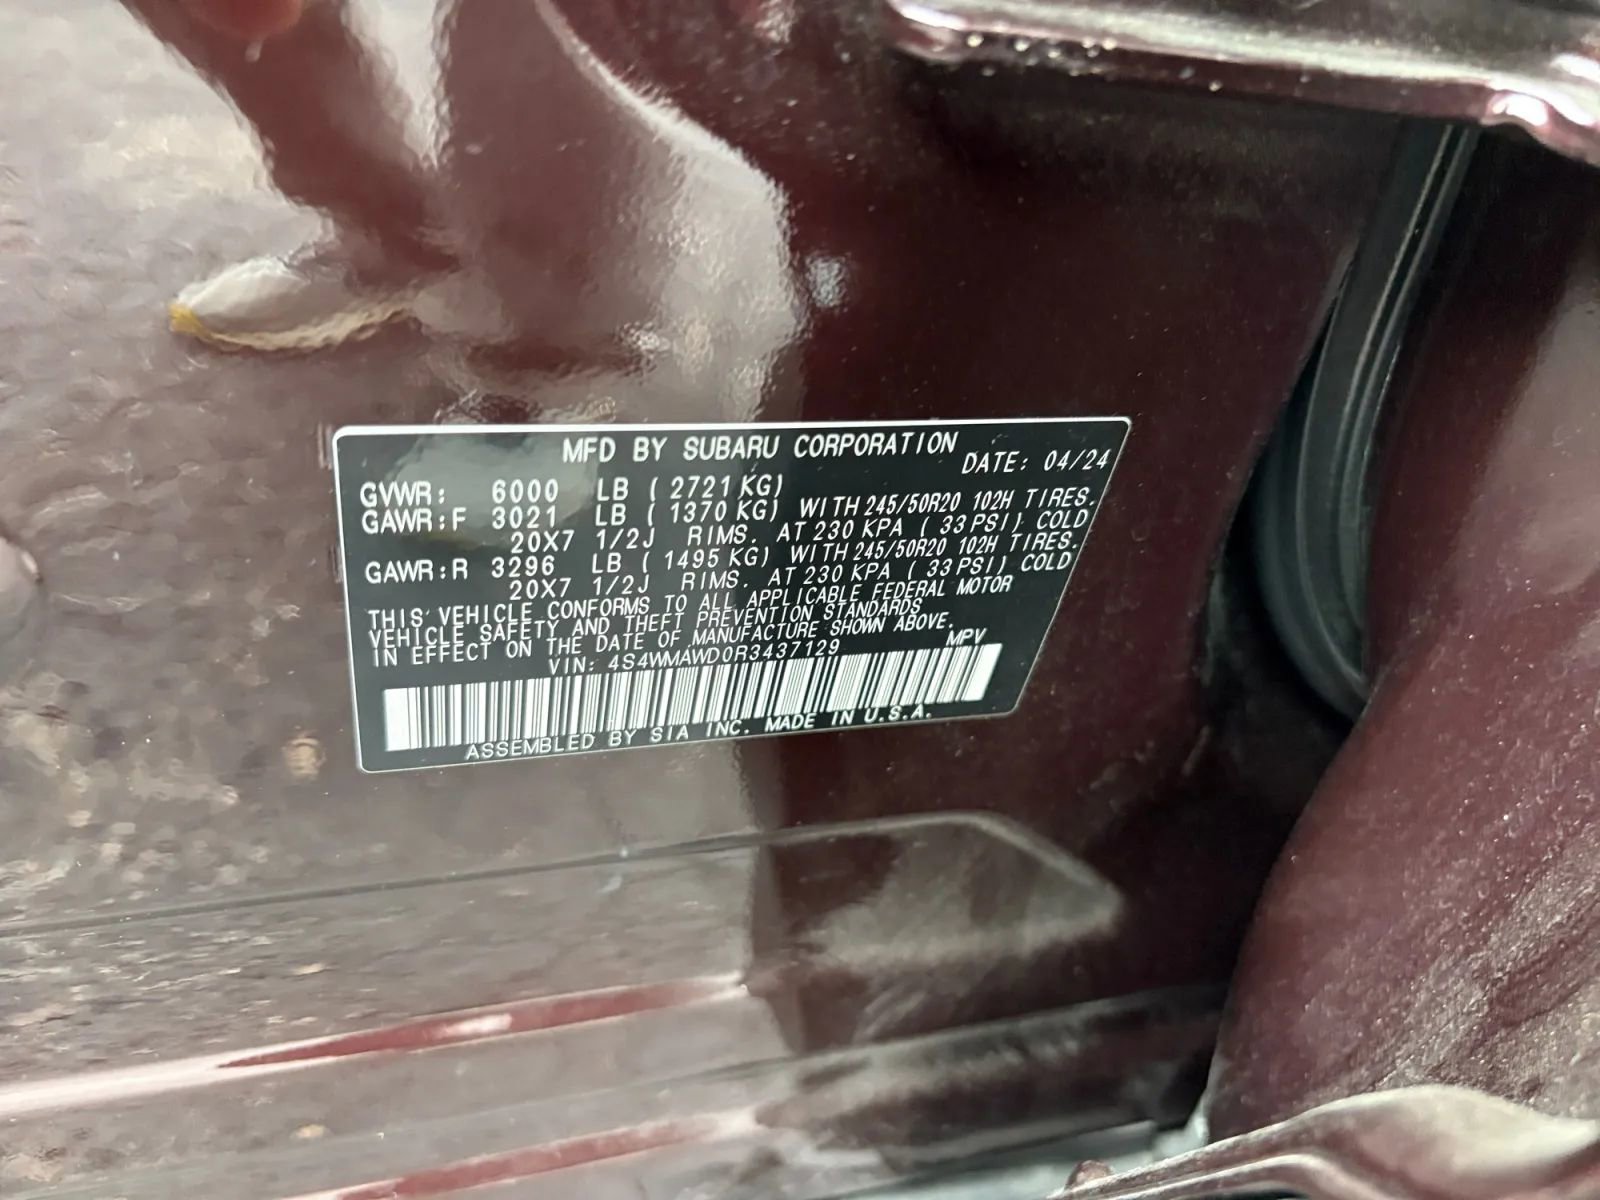 MFD BY SUBARU CORPORATION
DATE: 04/24
GVWR: 6000 LB ( 2721 KG)
GAWR:F 3021 LB ( 1370 KG) WITH 245/50R20 102H TIRES.
20X7 1/2J RIMS. AT 230 KPA ( 33 PSI) COLD
GAWR:R 3296 LB ( 1495 KG) WITH 245/50R20 102H TIRES.
20X7 1/2J RIMS. AT 230 KPA ( 33 PSI) COLD
THIS VEHICLE CONFORMS TO ALL APPLICABLE FEDERAL MOTOR
VEHICLE SAFETY AND THEFT PREVENTION STANDARDS
IN EFFECT ON THE DATE OF MANUFACTURE SHOWN ABOVE.
VIN: 4S4WMAWD0R3437129 MPV
ASSEMBLED BY SIA INC. MADE IN U.S.A.